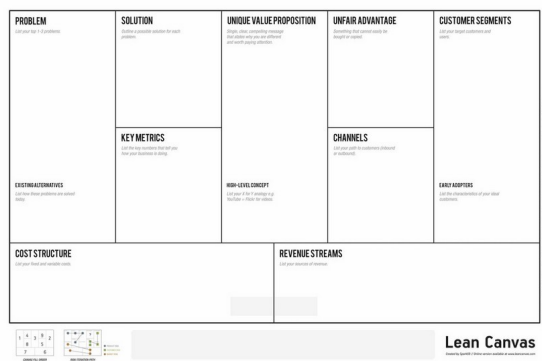 PROBLEM
List your top 1-3 problems.
EXISTING ALTERNATIVES
List how these problems are solved
today.
SOLUTION
Outline a possible solution for each
problem.
KEY METRICS
List the key numbers that tell you
how your business is doing.
UNIQUE VALUE PROPOSITION
Single, clear, compelling message
that states why you are different
and worth paying attention.
HIGH-LEVEL CONCEPT
List your X for Y analogy e.g.
YouTube = Flickr for videos.
UNFAIR ADVANTAGE
Something that cannot easily be
bought or copied.
CHANNELS
List your path to customers (inbound
or outbound).
CUSTOMER SEGMENTS
List your target customers and
users.
EARLY ADOPTERS
List the characteristics of your ideal
customers.
COST STRUCTURE
List your fixed and variable costs.
REVENUE STREAMS
List your sources of revenue.
Lean Canvas